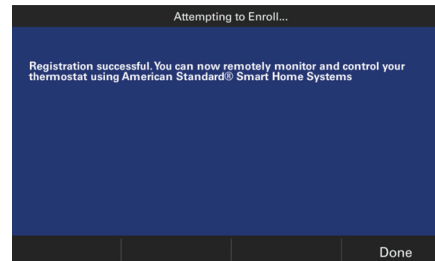 Attempting to Enroll...
Registration successful. You can now remotely monitor and control your
thermostat using American Standard® Smart Home Systems
Done